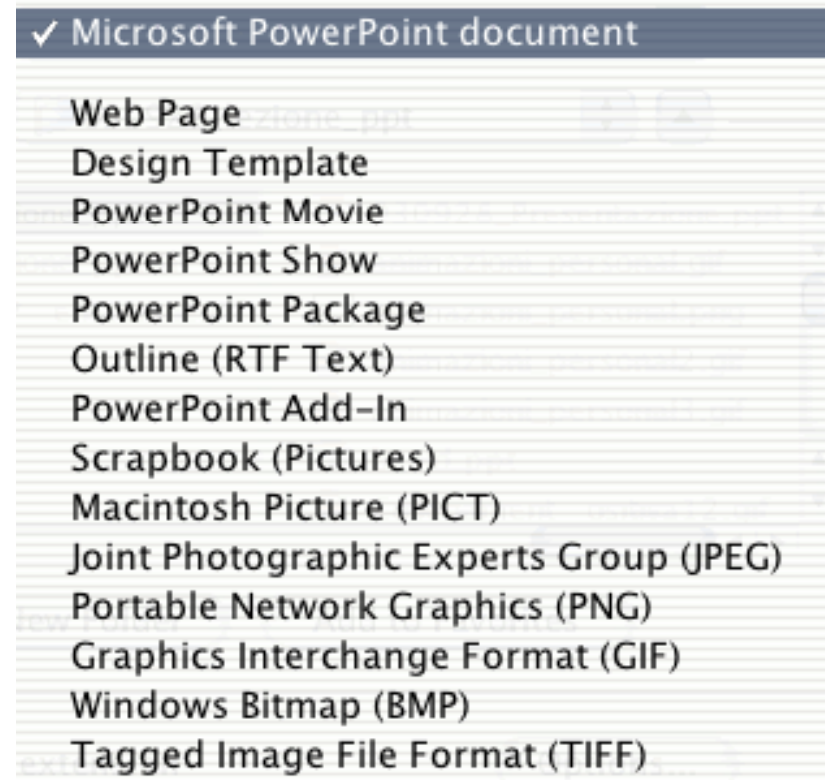 ✓ Microsoft PowerPoint document
Web Page
Design Template
PowerPoint Movie
PowerPoint Show
PowerPoint Package
Outline (RTF Text)
PowerPoint Add-In
Scrapbook (Pictures)
Macintosh Picture (PICT)
Joint Photographic Experts Group (JPEG)
Portable Network Graphics (PNG)
Graphics Interchange Format (GIF)
Windows Bitmap (BMP)
Tagged Image File Format (TIFF)